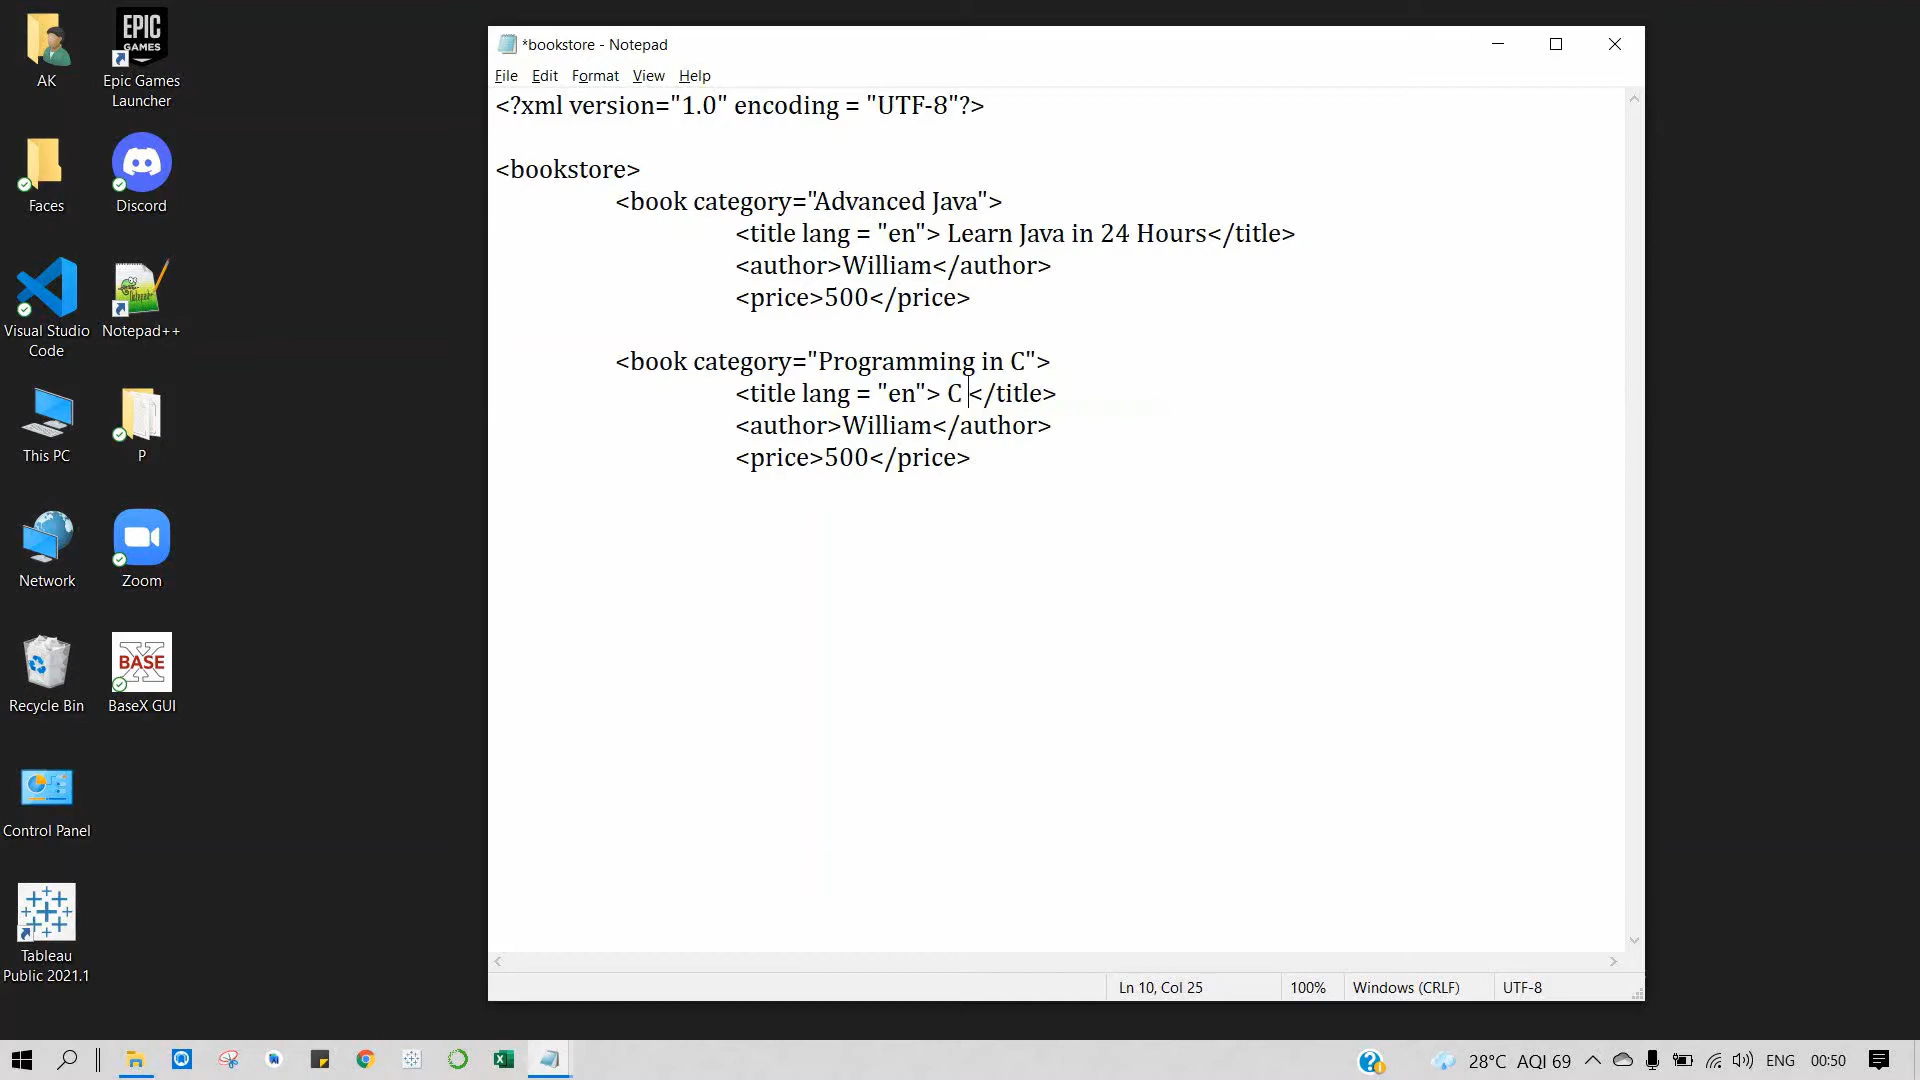 AK
EPIC
GAMES
Epic Games
Launcher
Faces
Discord
Visual Studio
Code
Notepad++
This PC
P
Network
Zoom
Recycle Bin
BASE
X
BaseX GUI
Control Panel
Tableau
Public 2021.1
*bookstore - Notepad
File Edit Format View Help
<?xml version="1.0" encoding = "UTF-8"?>
<bookstore>
<book category="Advanced Java">
<title lang = "en"> Learn Java in 24 Hours</title>
<author>William</author>
<price>500</price>
<book category="Programming in C">
<title lang = "en"> C </title>
<author>William</author>
<price>500</price>
Ln 10, Col 25 100% Windows (CRLF) UTF-8
28°C AQI 69 ENG 00:50